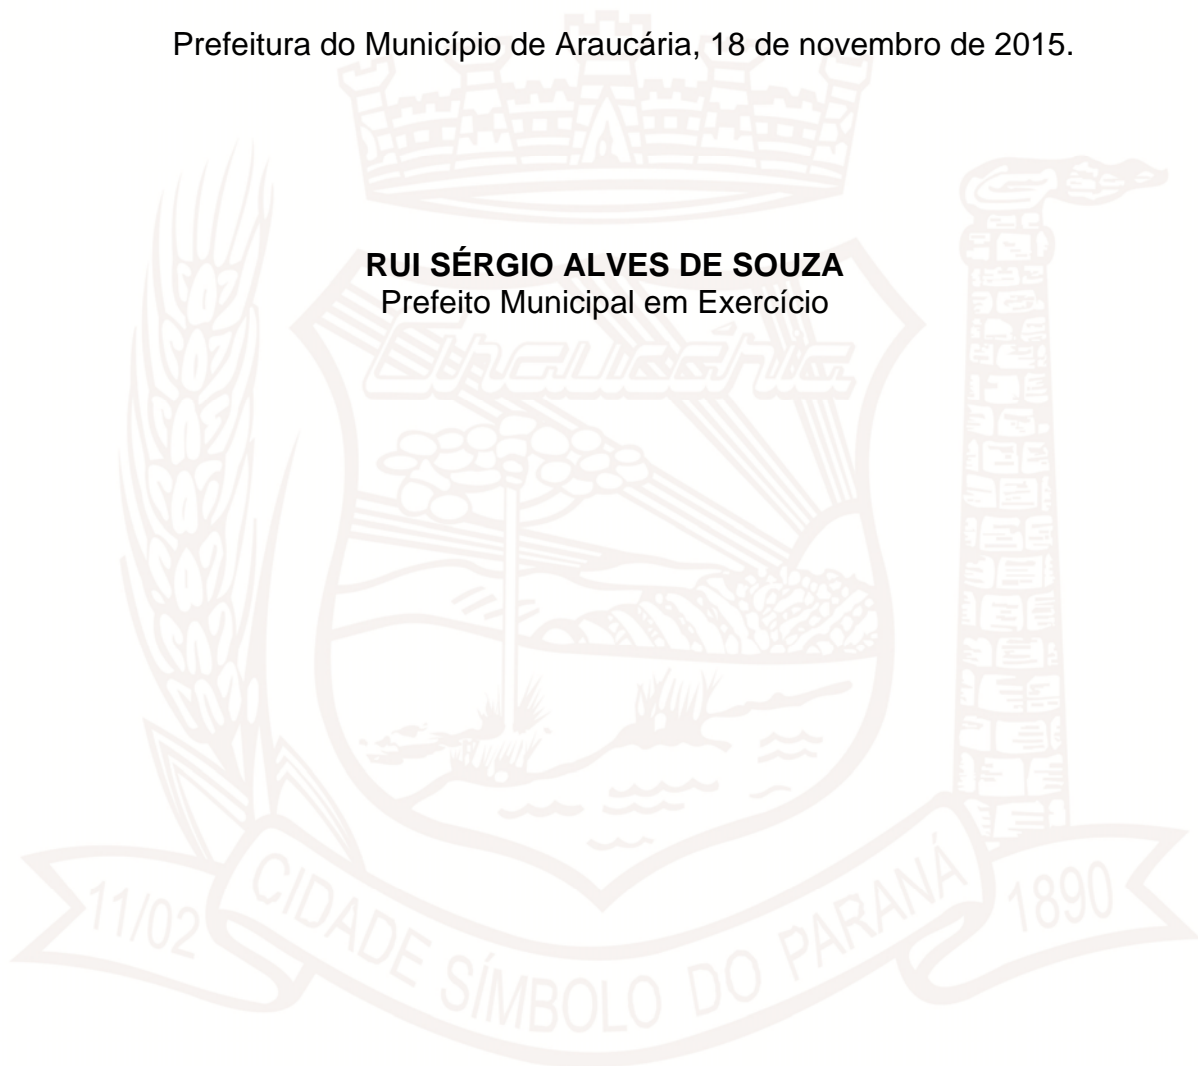 Prefeitura do Município de Araucária, 18 de novembro de 2015.
RUI SÉRGIO ALVES DE SOUZA
Prefeito Municipal em Exercício
Araucária
11/02
CIDADE SÍMBOLO DO PARANÁ
1890